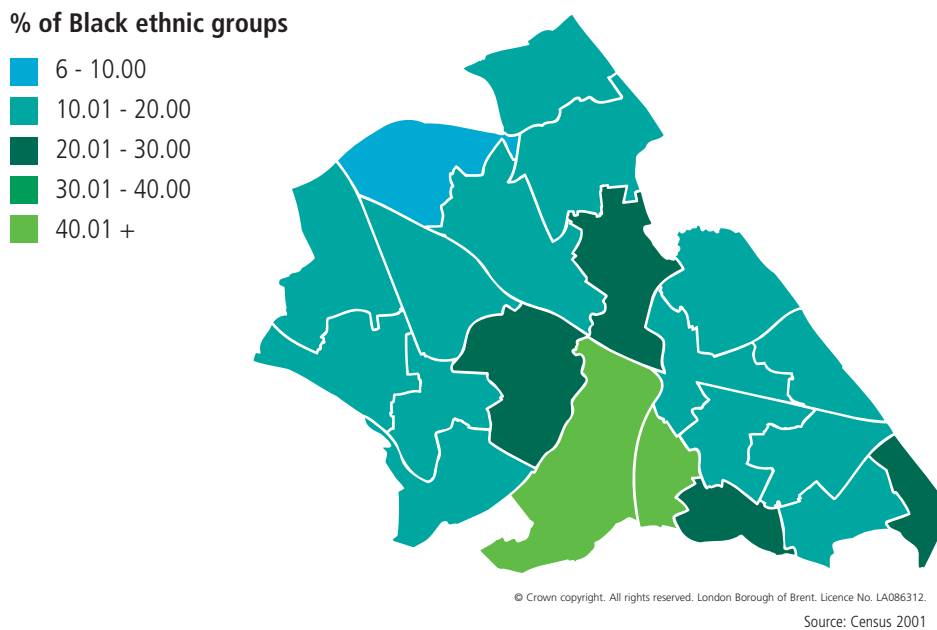 % of Black ethnic groups
6 - 10.00
10.01 - 20.00
20.01 - 30.00
30.01 - 40.00
40.01 +
© Crown copyright. All rights reserved. London Borough of Brent. Licence No. LA086312.
Source: Census 2001